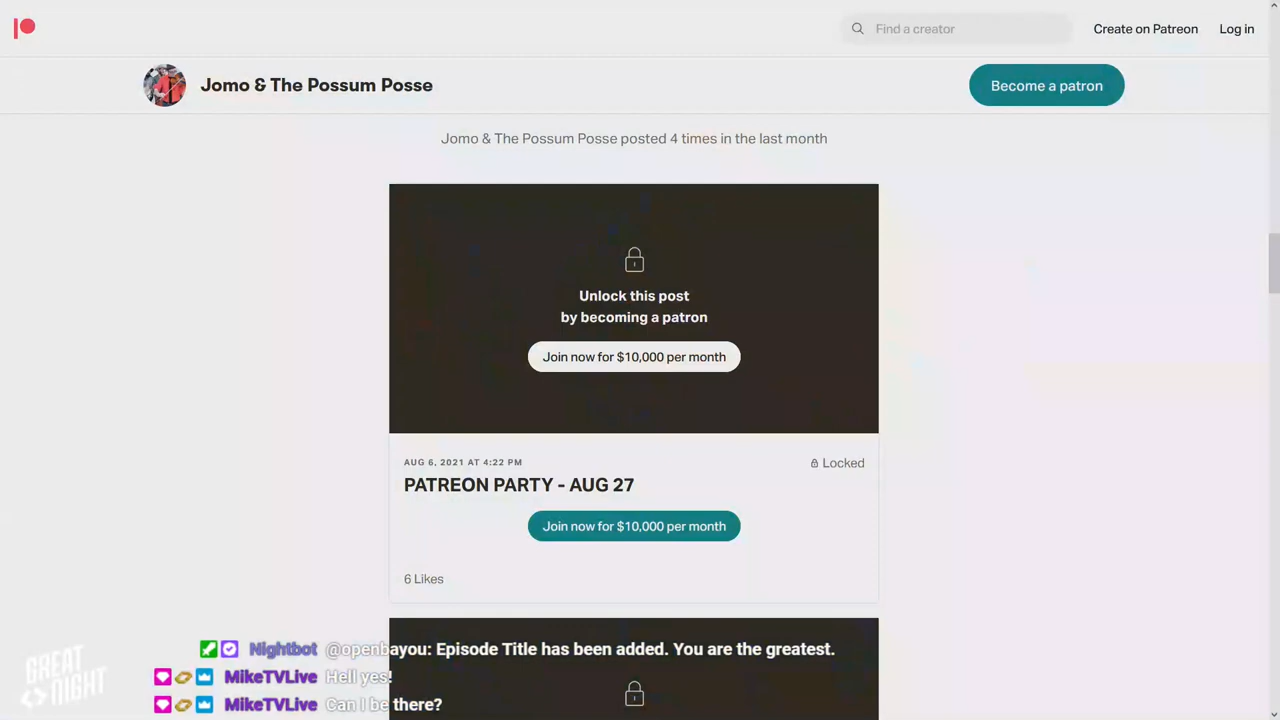 Find a creator
Create on Patreon
Log in
Jomo & The Possum Posse
Become a patron
Jomo & The Possum Posse posted 4 times in the last month
Unlock this post
by becoming a patron
Join now for $10,000 per month
AUG 6, 2021 AT 4:22 PM
Locked
PATREON PARTY - AUG 27
Join now for $10,000 per month
6 Likes
Nightbot @openbayou: Episode Title has been added. You are the greatest.
MikeTVLive Hell yes!
MikeTVLive Can I be there?
GREAT
NIGHT